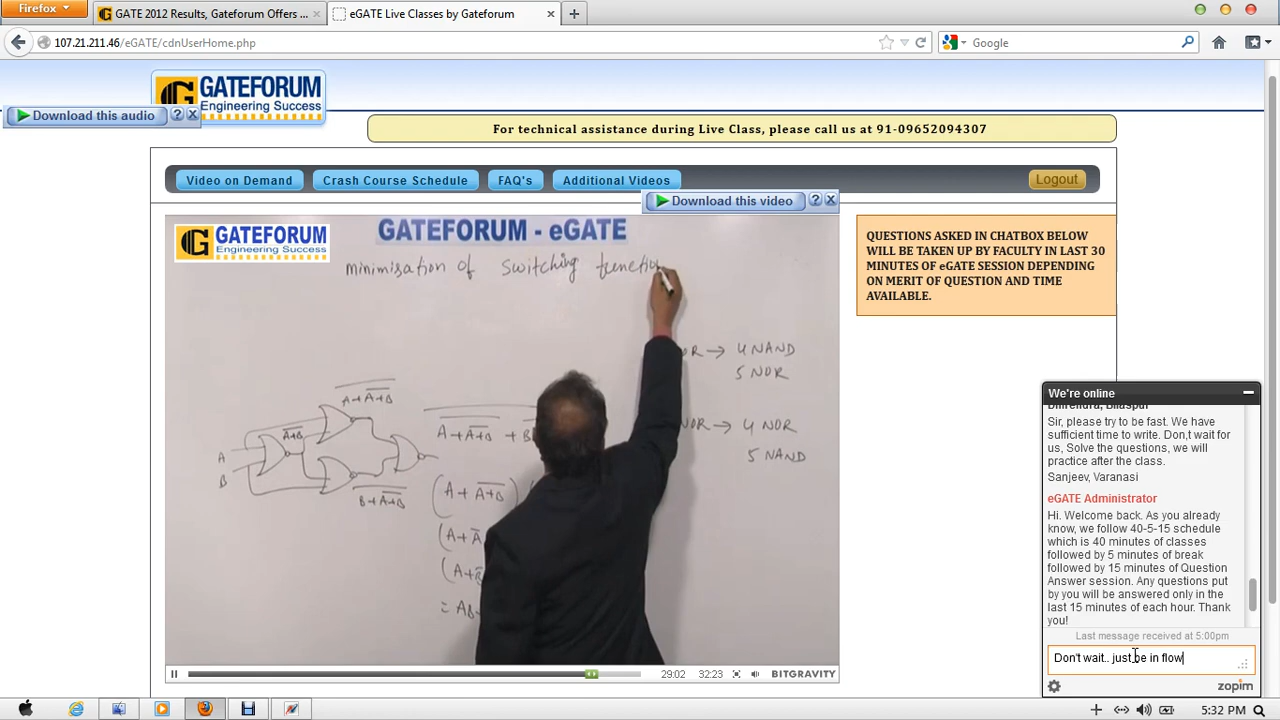 Firefox
GATE 2012 Results, Gateforum Offers ...
eGATE Live Classes by Gateforum
107.21.211.46/eGATE/cdnUserHome.php
Google
GATEFORUM
Engineering Success
Download this audio
For technical assistance during Live Class, please call us at 91-09652094307
Video on Demand
Crash Course Schedule
FAQ's
Additional Videos
Logout
Download this video
GATEFORUM
Engineering Success
GATEFORUM - eGATE
minimization of switching function
4 NAND
5 NOR
NOR → 4 NOR
5 NAND
A
B
A̅+̅B̅
QUESTIONS ASKED IN CHATBOX BELOW
WILL BE TAKEN UP BY FACULTY IN LAST 30
MINUTES OF eGATE SESSION DEPENDING
ON MERIT OF QUESTION AND TIME
AVAILABLE.
29:02
32:23
BITGRAVITY
We're online
Sir, please try to be fast. We have
sufficient time to write. Don,t wait for
us, Solve the questions, we will
practice after the class.
Sanjeev, Varanasi
eGATE Administrator
Hi. Welcome back. As you already
know, we follow 40-5-15 schedule
which is 40 minutes of classes
followed by 5 minutes of break
followed by 15 minutes of Question
Answer session. Any questions put
by you will be answered only in the
last 15 minutes of each hour. Thank
you!
Last message received at 5:00pm
Don't wait.. just be in flow
zopim
5:32 PM